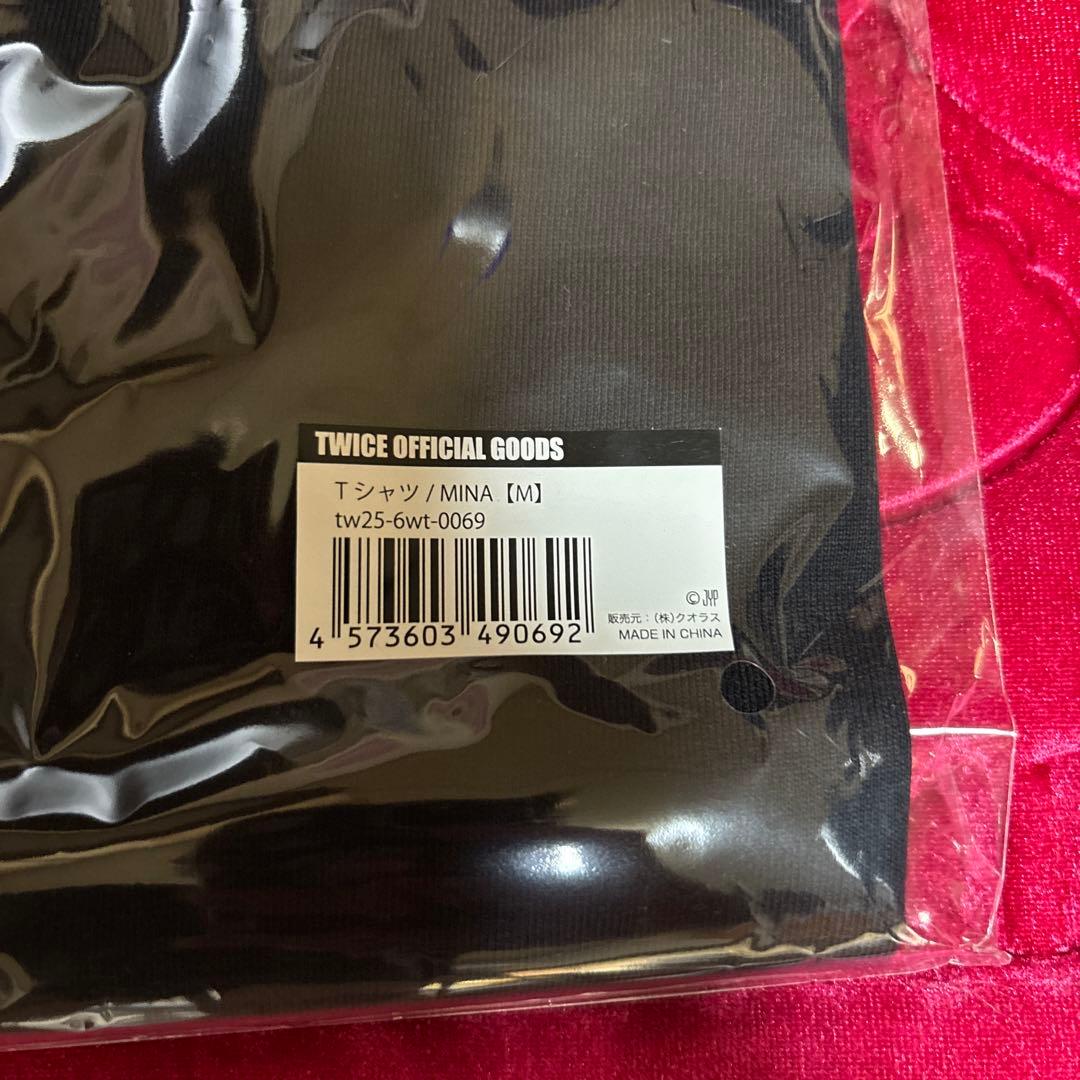 TWICE OFFICIAL GOODS
Tシャツ / MINA【M】
tw25-6wt-0069
4 573603 490692
© JYP
販売元：(株)クオラス
MADE IN CHINA